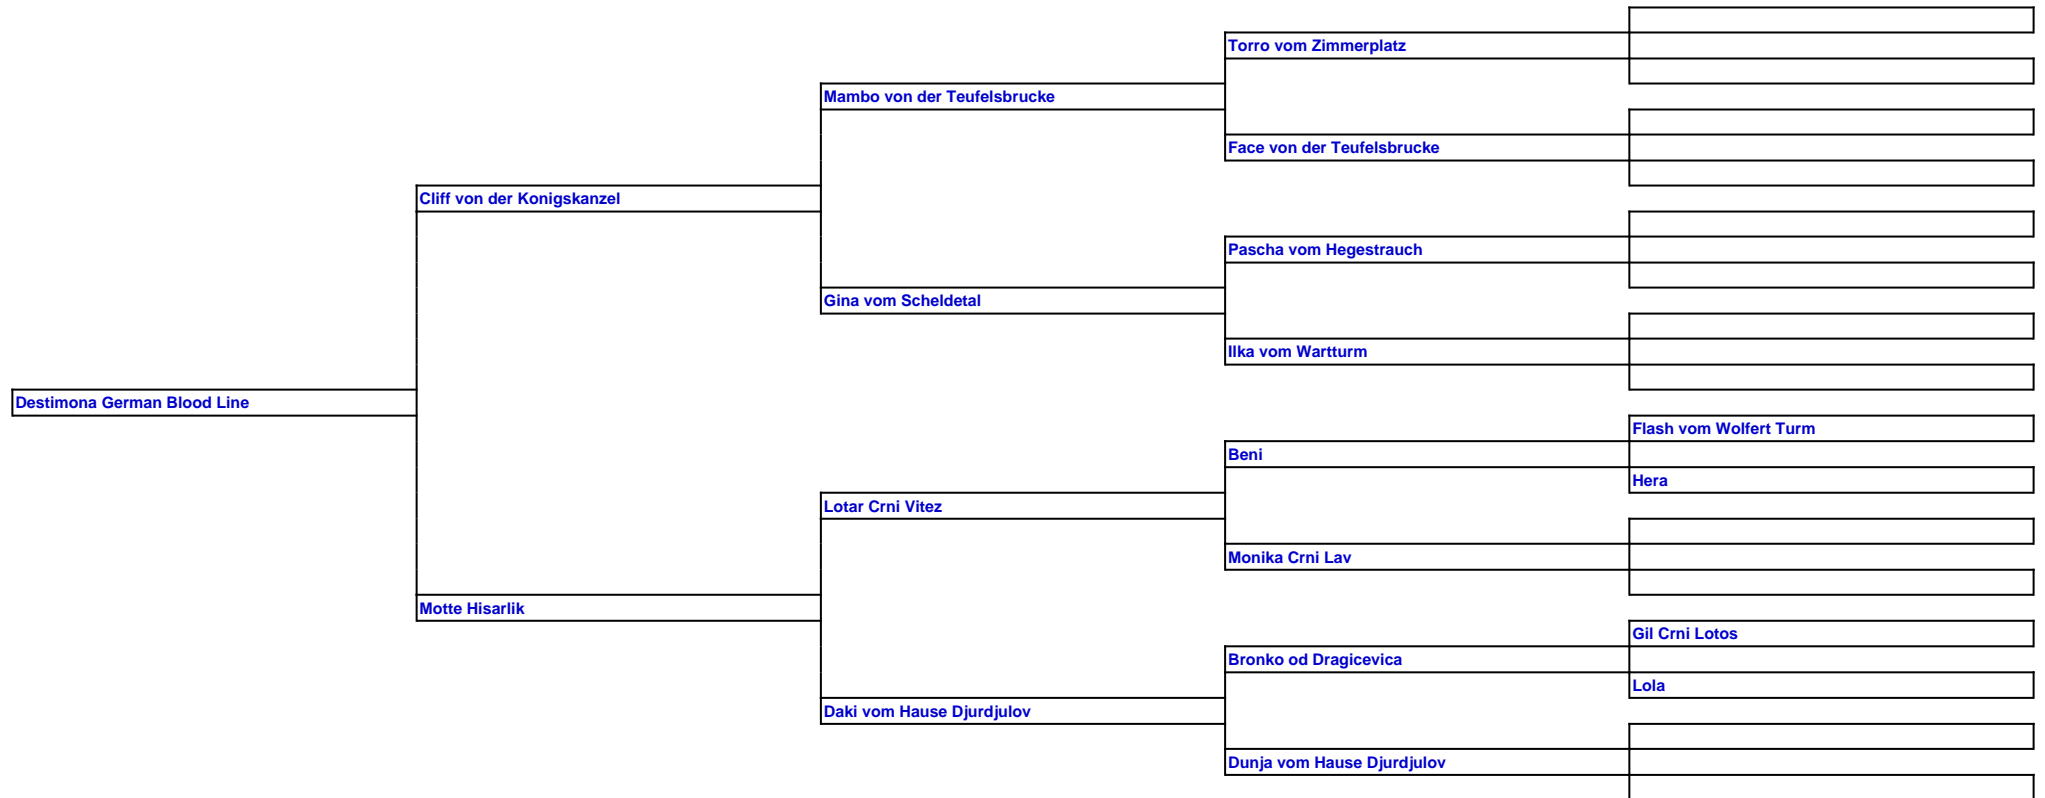 Torro vom Zimmerplatz
Mambo von der Teufelsbrucke
Face von der Teufelsbrucke
Cliff von der Konigskanzel
Pascha vom Hegestrauch
Gina vom Scheldetal
Ilka vom Wartturm
Destimona German Blood Line
Flash vom Wolfert Turm
Beni
Hera
Lotar Crni Vitez
Monika Crni Lav
Motte Hisarlik
Gil Crni Lotos
Bronko od Dragicevica
Lola
Daki vom Hause Djurdjulov
Dunja vom Hause Djurdjulov